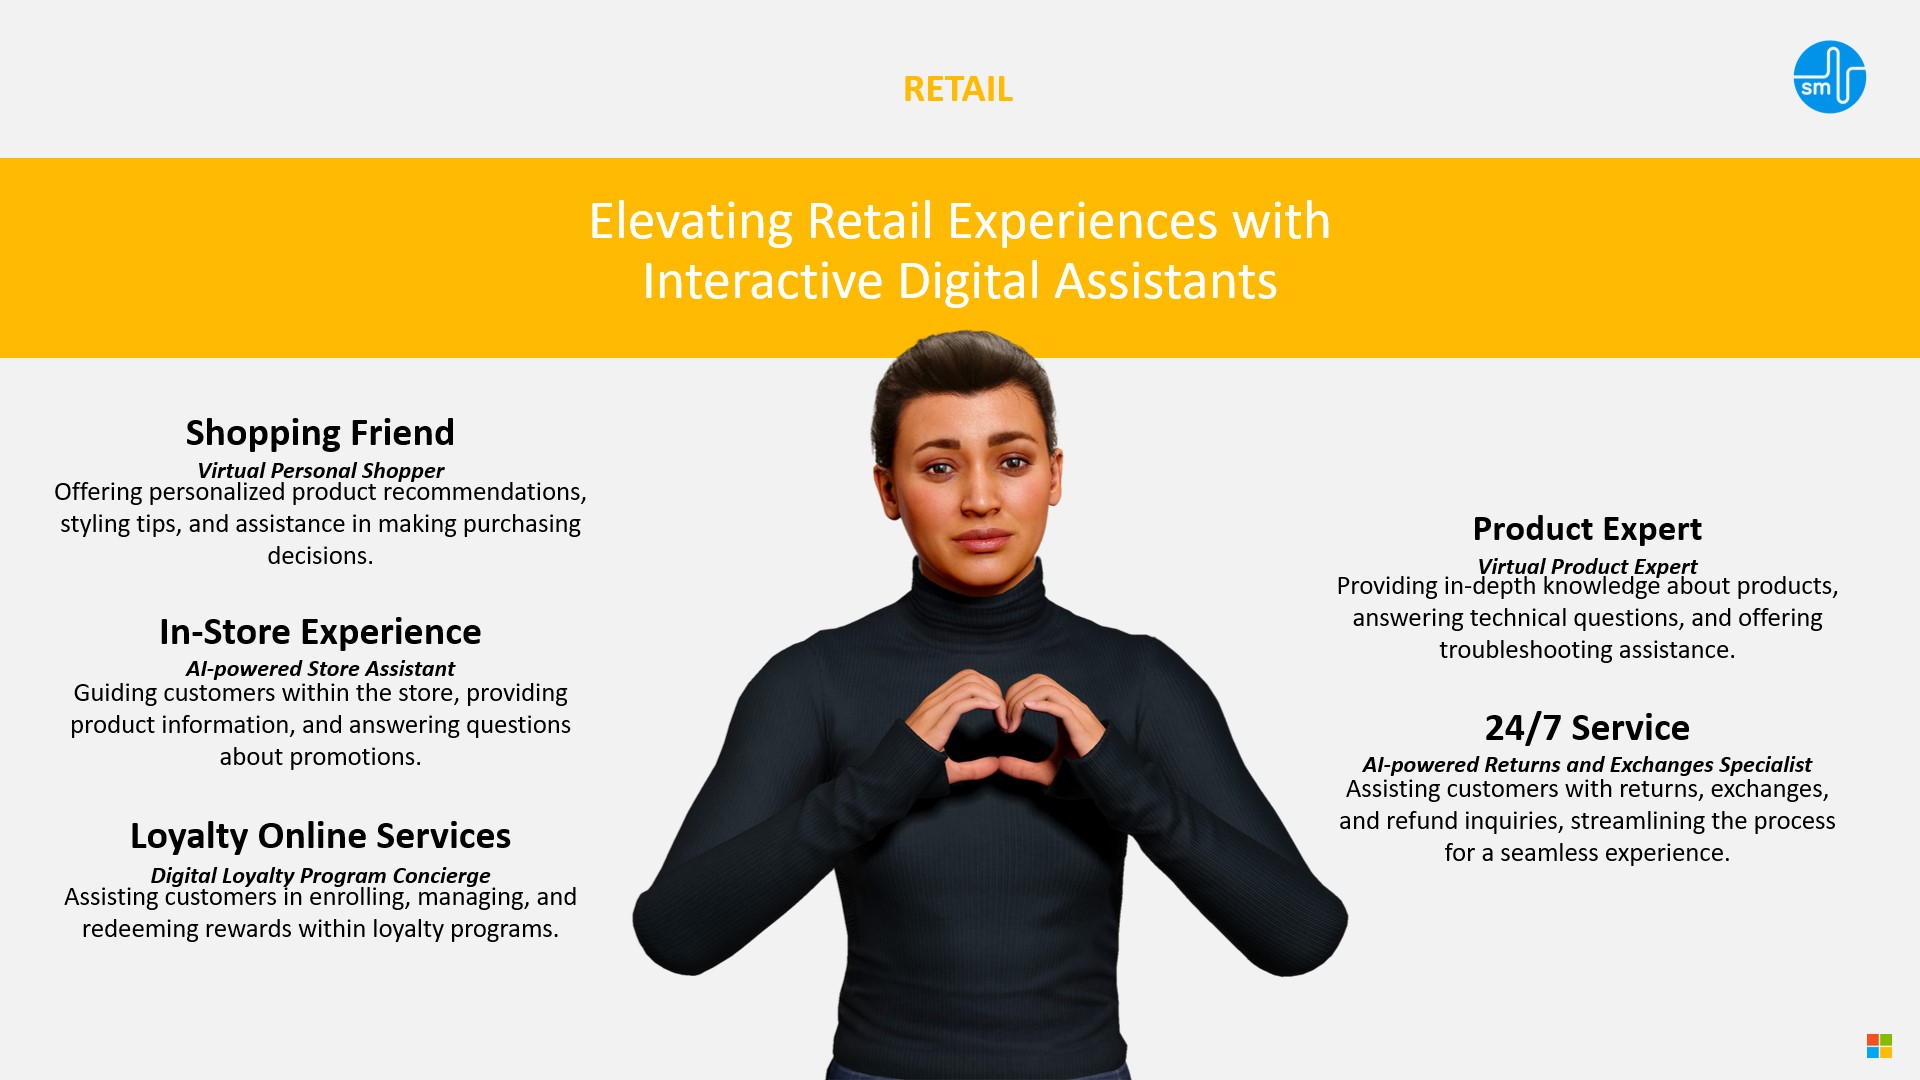 RETAIL
sm
Elevating Retail Experiences with
Interactive Digital Assistants
Shopping Friend
Virtual Personal Shopper
Offering personalized product recommendations,
styling tips, and assistance in making purchasing
decisions.
In-Store Experience
AI-powered Store Assistant
Guiding customers within the store, providing
product information, and answering questions
about promotions.
Loyalty Online Services
Digital Loyalty Program Concierge
Assisting customers in enrolling, managing, and
redeeming rewards within loyalty programs.
Product Expert
Virtual Product Expert
Providing in-depth knowledge about products,
answering technical questions, and offering
troubleshooting assistance.
24/7 Service
AI-powered Returns and Exchanges Specialist
Assisting customers with returns, exchanges,
and refund inquiries, streamlining the process
for a seamless experience.